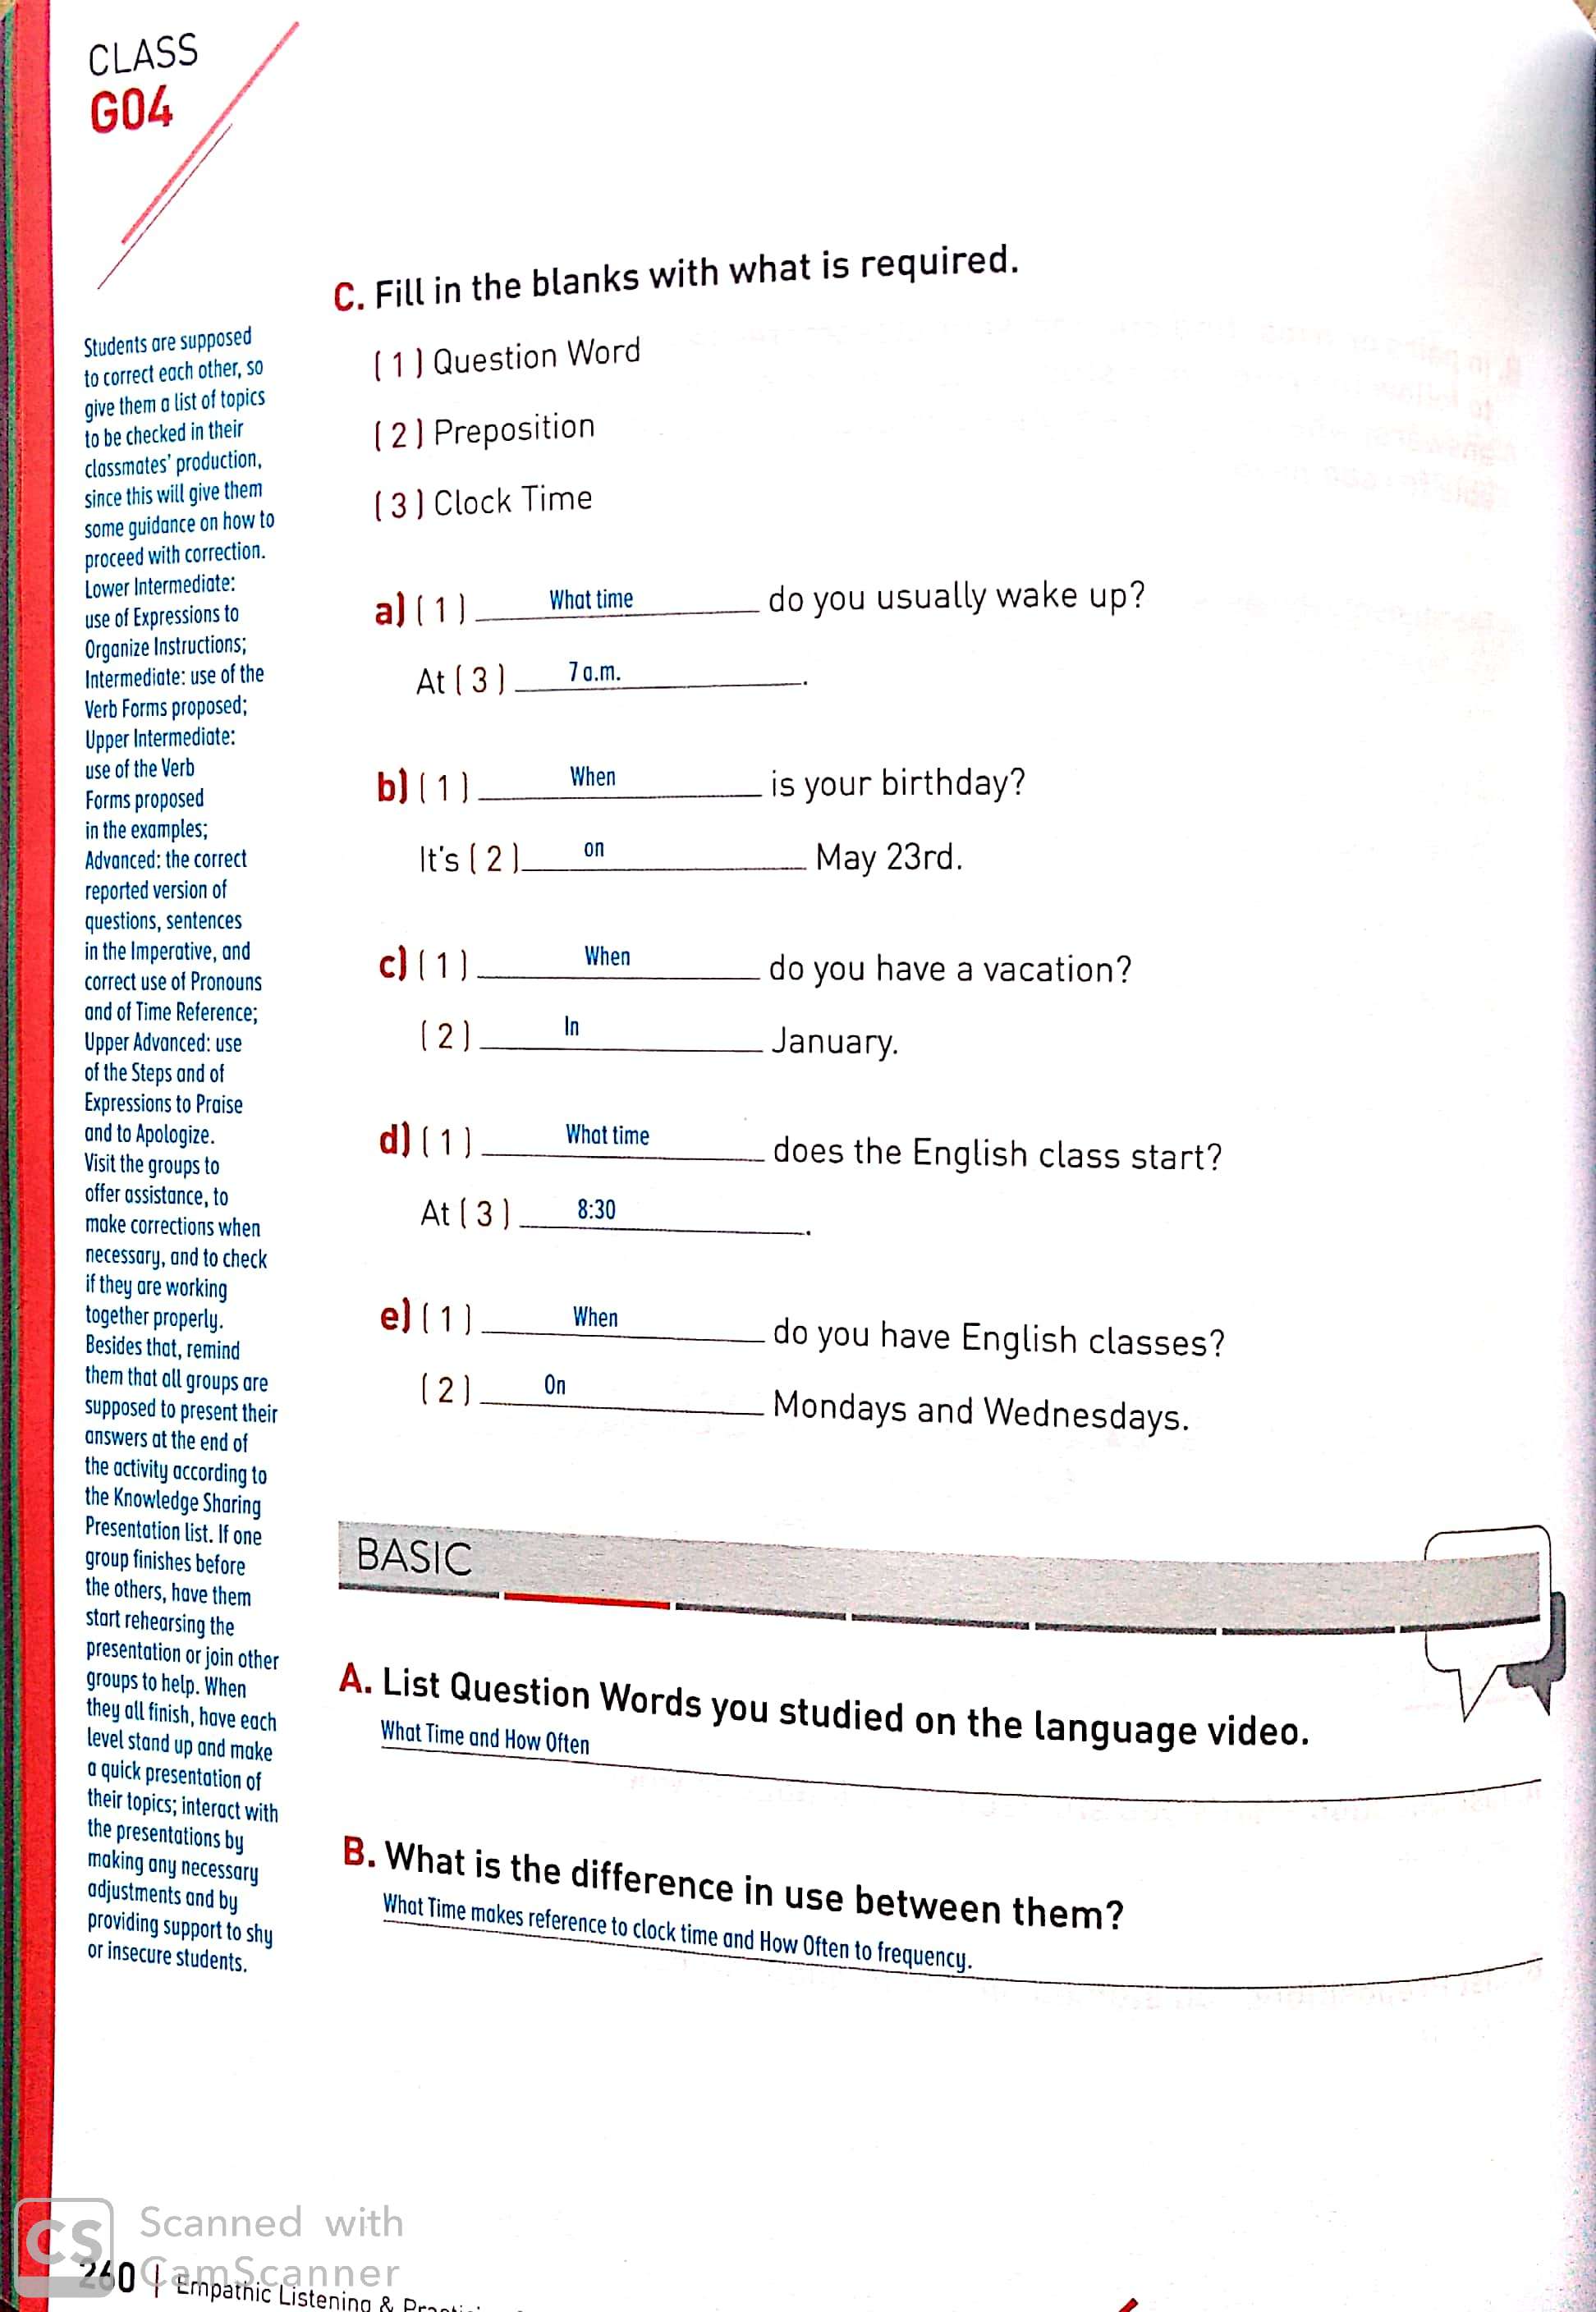 CLASS
G04
Students are supposed
to correct each other, so
give them a list of topics
to be checked in their
classmates' production,
since this will give them
some guidance on how to
proceed with correction.
Lower Intermediate:
use of Expressions to
Organize Instructions;
Intermediate: use of the
Verb Forms proposed;
Upper Intermediate:
use of the Verb
Forms proposed
in the examples;
Advanced: the correct
reported version of
questions, sentences
in the Imperative, and
correct use of Pronouns
and of Time Reference;
Upper Advanced: use
of the Steps and of
Expressions to Praise
and to Apologize.
Visit the groups to
offer assistance, to
make corrections when
necessary, and to check
if they are working
together properly.
Besides that, remind
them that all groups are
supposed to present their
answers at the end of
the activity according to
the Knowledge Sharing
Presentation list. If one
group finishes before
the others, have them
start rehearsing the
presentation or join other
groups to help. When
they all finish, have each
level stand up and make
a quick presentation of
their topics; interact with
the presentations by
making any necessary
adjustments and by
providing support to shy
or insecure students.
C. Fill in the blanks with what is required.
( 1 ) Question Word
( 2 ) Preposition
( 3 ) Clock Time
a) ( 1 ) What time do you usually wake up?
At ( 3 ) 7 a.m. .
b) ( 1 ) When is your birthday?
It's ( 2 ) on May 23rd.
c) ( 1 ) When do you have a vacation?
( 2 ) In January.
d) ( 1 ) What time does the English class start?
At ( 3 ) 8:30 .
e) ( 1 ) When do you have English classes?
( 2 ) On Mondays and Wednesdays.
BASIC
A. List Question Words you studied on the language video.
What Time and How Often
B. What is the difference in use between them?
What Time makes reference to clock time and How Often to frequency.
CS Scanned with
CamScanner
260 | Empathic Listening &